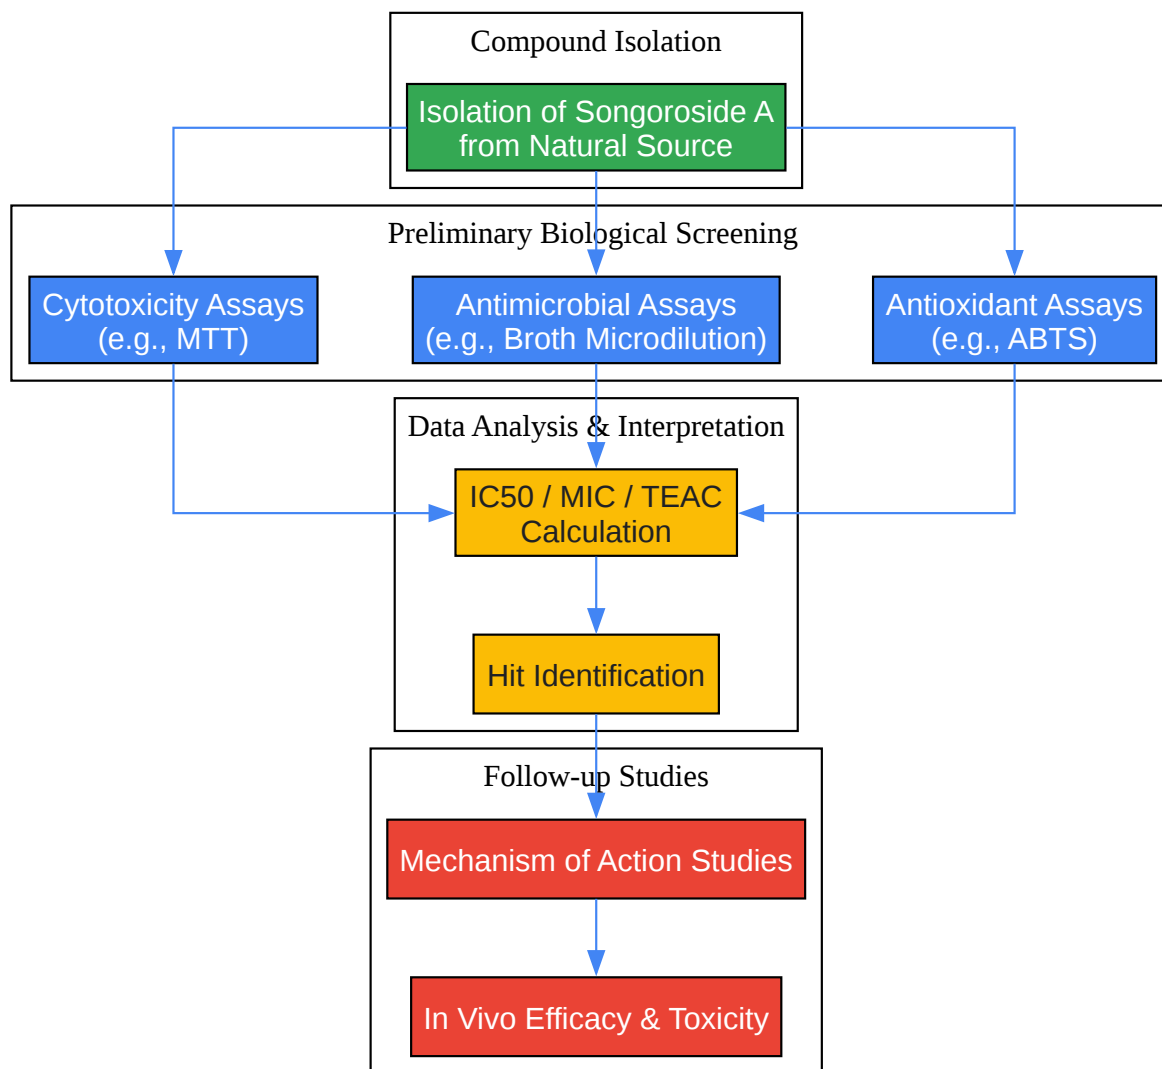 Compound Isolation
Isolation of Songoroside A
from Natural Source
Preliminary Biological Screening
Cytotoxicity Assays
(e.g., MTT)
Antimicrobial Assays
(e.g., Broth Microdilution)
Antioxidant Assays
(e.g., ABTS)
Data Analysis & Interpretation
IC50 / MIC / TEAC
Calculation
Hit Identification
Follow-up Studies
Mechanism of Action Studies
In Vivo Efficacy & Toxicity